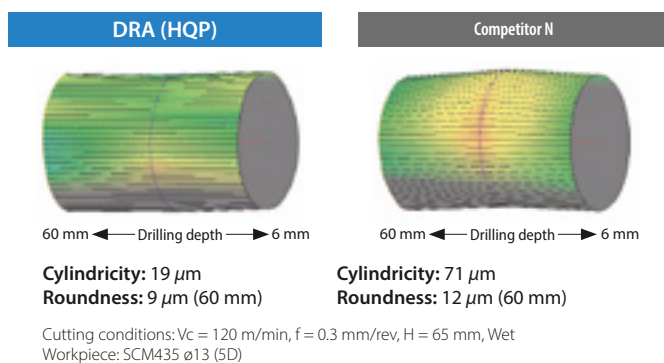 DRA (HQP)
Competitor N
60 mm Drilling depth 6 mm
60 mm Drilling depth 6 mm
Cylindricity: 19 µm
Roundness: 9 µm (60 mm)
Cylindricity: 71 µm
Roundness: 12 µm (60 mm)
Cutting conditions: Vc = 120 m/min, f = 0.3 mm/rev, H = 65 mm, Wet
Workpiece: SCM435 ø13 (5D)